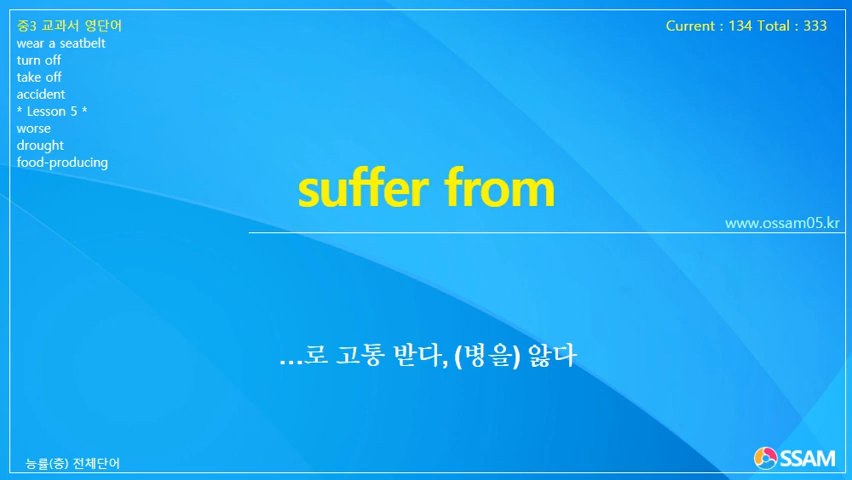 중3 교과서 영단어
Current : 134 Total : 333
wear a seatbelt
turn off
take off
accident
* Lesson 5 *
worse
drought
food-producing
suffer from
www.ossam05.kr
...로 고통 받다, (병을) 앓다
능률(중) 전체단어
OSSAM